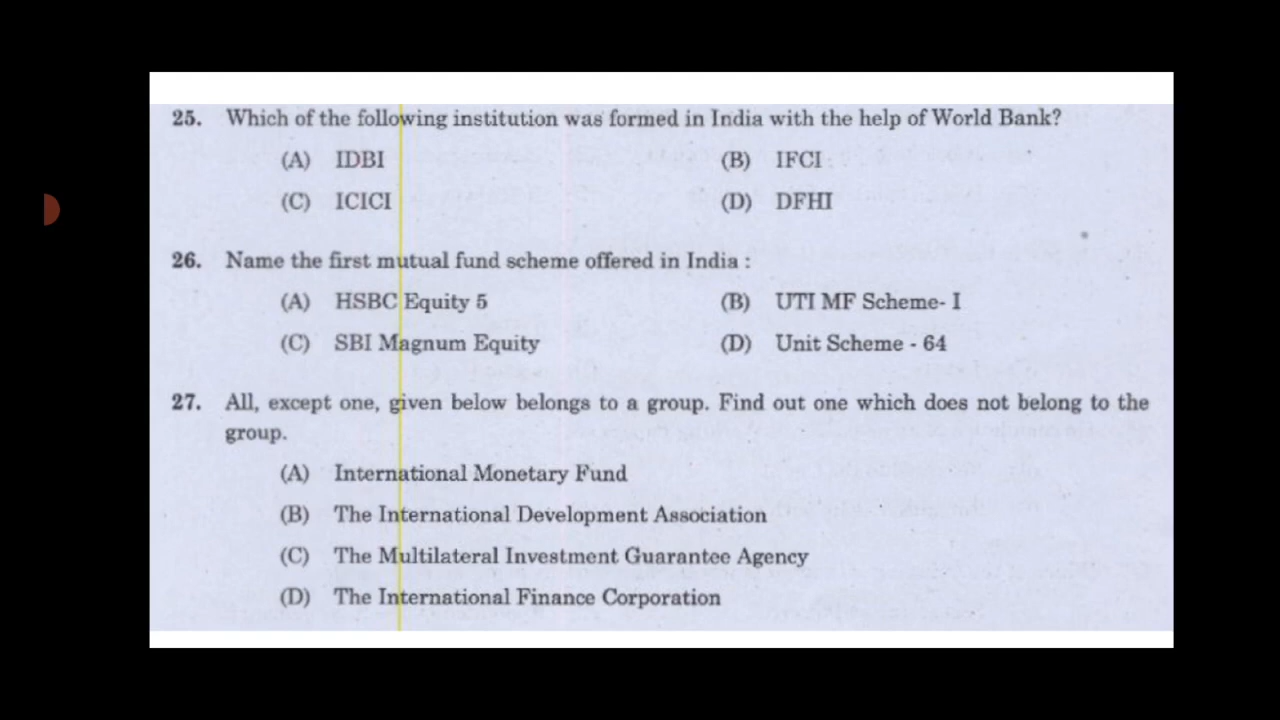 25. Which of the following institution was formed in India with the help of World Bank?
(A) IDBI (B) IFCI
(C) ICICI (D) DFHI
26. Name the first mutual fund scheme offered in India :
(A) HSBC Equity 5 (B) UTI MF Scheme- I
(C) SBI Magnum Equity (D) Unit Scheme - 64
27. All, except one, given below belongs to a group. Find out one which does not belong to the
group.
(A) International Monetary Fund
(B) The International Development Association
(C) The Multilateral Investment Guarantee Agency
(D) The International Finance Corporation